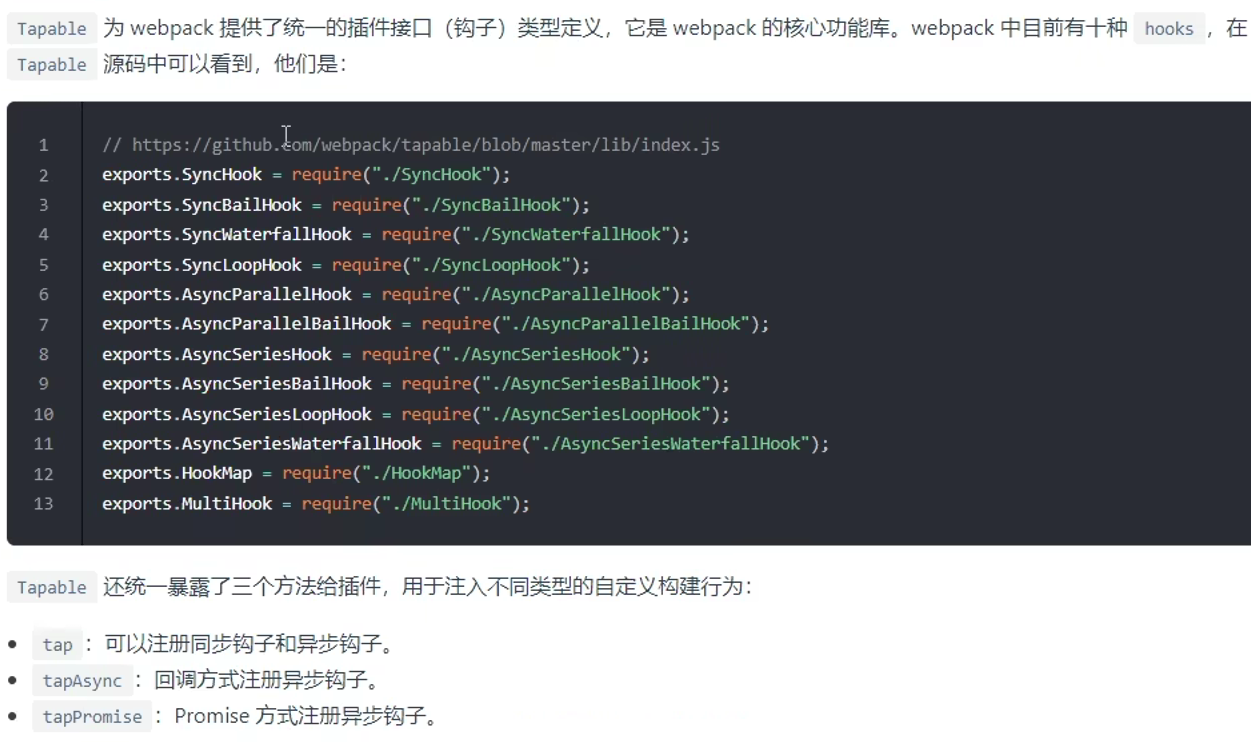 Tapable 为 webpack 提供了统一的插件接口（钩子）类型定义，它是 webpack 的核心功能库。webpack 中目前有十种 hooks ，在
Tapable 源码中可以看到，他们是：
1 // https://github.com/webpack/tapable/blob/master/lib/index.js
2 exports.SyncHook = require("./SyncHook");
3 exports.SyncBailHook = require("./SyncBailHook");
4 exports.SyncWaterfallHook = require("./SyncWaterfallHook");
5 exports.SyncLoopHook = require("./SyncLoopHook");
6 exports.AsyncParallelHook = require("./AsyncParallelHook");
7 exports.AsyncParallelBailHook = require("./AsyncParallelBailHook");
8 exports.AsyncSeriesHook = require("./AsyncSeriesHook");
9 exports.AsyncSeriesBailHook = require("./AsyncSeriesBailHook");
10 exports.AsyncSeriesLoopHook = require("./AsyncSeriesLoopHook");
11 exports.AsyncSeriesWaterfallHook = require("./AsyncSeriesWaterfallHook");
12 exports.HookMap = require("./HookMap");
13 exports.MultiHook = require("./MultiHook");
Tapable 还统一暴露了三个方法给插件，用于注入不同类型的自定义构建行为：
• tap ：可以注册同步钩子和异步钩子。
• tapAsync ：回调方式注册异步钩子。
• tapPromise ：Promise 方式注册异步钩子。